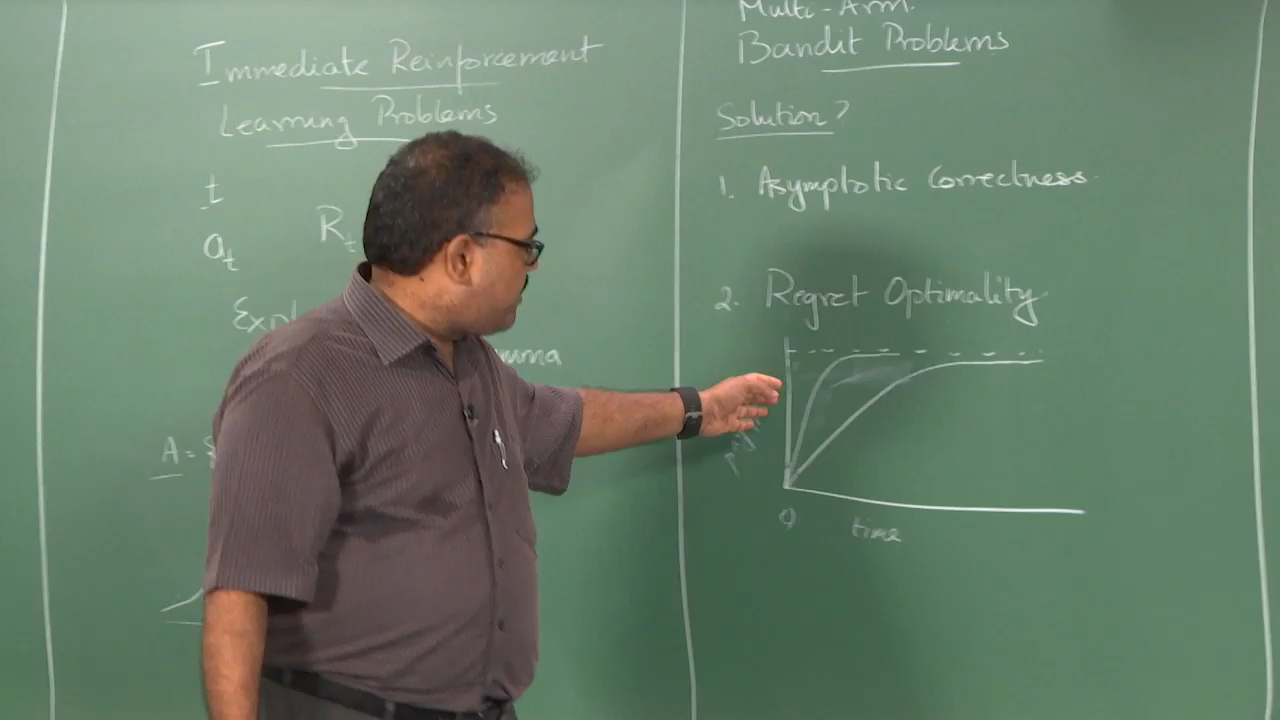 Immediate Reinforcement
Learning Problems
t
a_t
R_t
A =
Multi-Arm
Bandit Problems
Solution?
1. Asymptotic Correctness
2. Regret Optimality
0
time